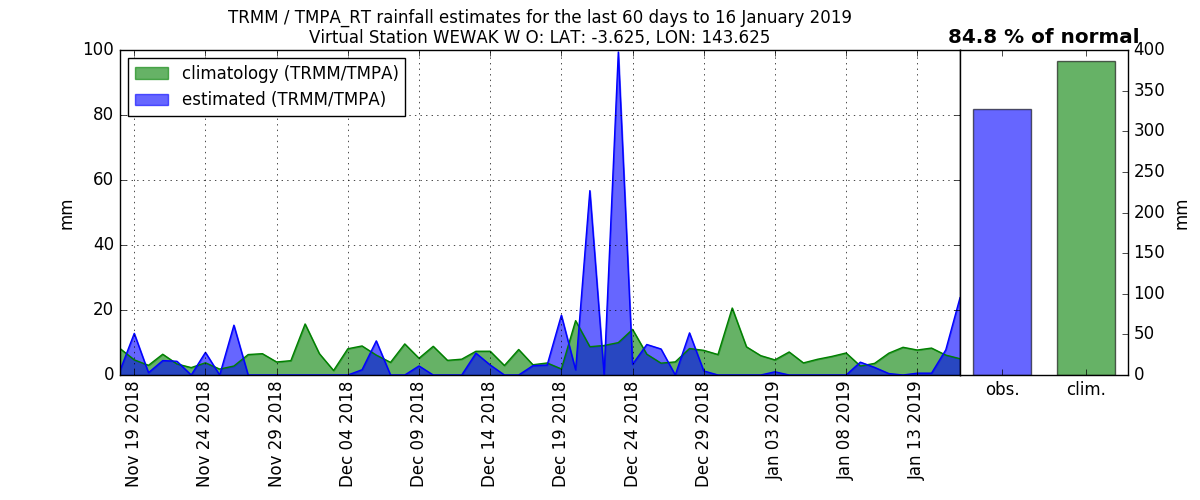 TRMM / TMPA_RT rainfall estimates for the last 60 days to 16 January 2019
Virtual Station WEWAK W O: LAT: -3.625, LON: 143.625
84.8 % of normal
climatology (TRMM/TMPA)
estimated (TRMM/TMPA)
100
80
60
40
20
0
mm
Nov 19 2018
Nov 24 2018
Nov 29 2018
Dec 04 2018
Dec 09 2018
Dec 14 2018
Dec 19 2018
Dec 24 2018
Dec 29 2018
Jan 03 2019
Jan 08 2019
Jan 13 2019
obs.
clim.
400
350
300
250
200
150
100
50
0
mm